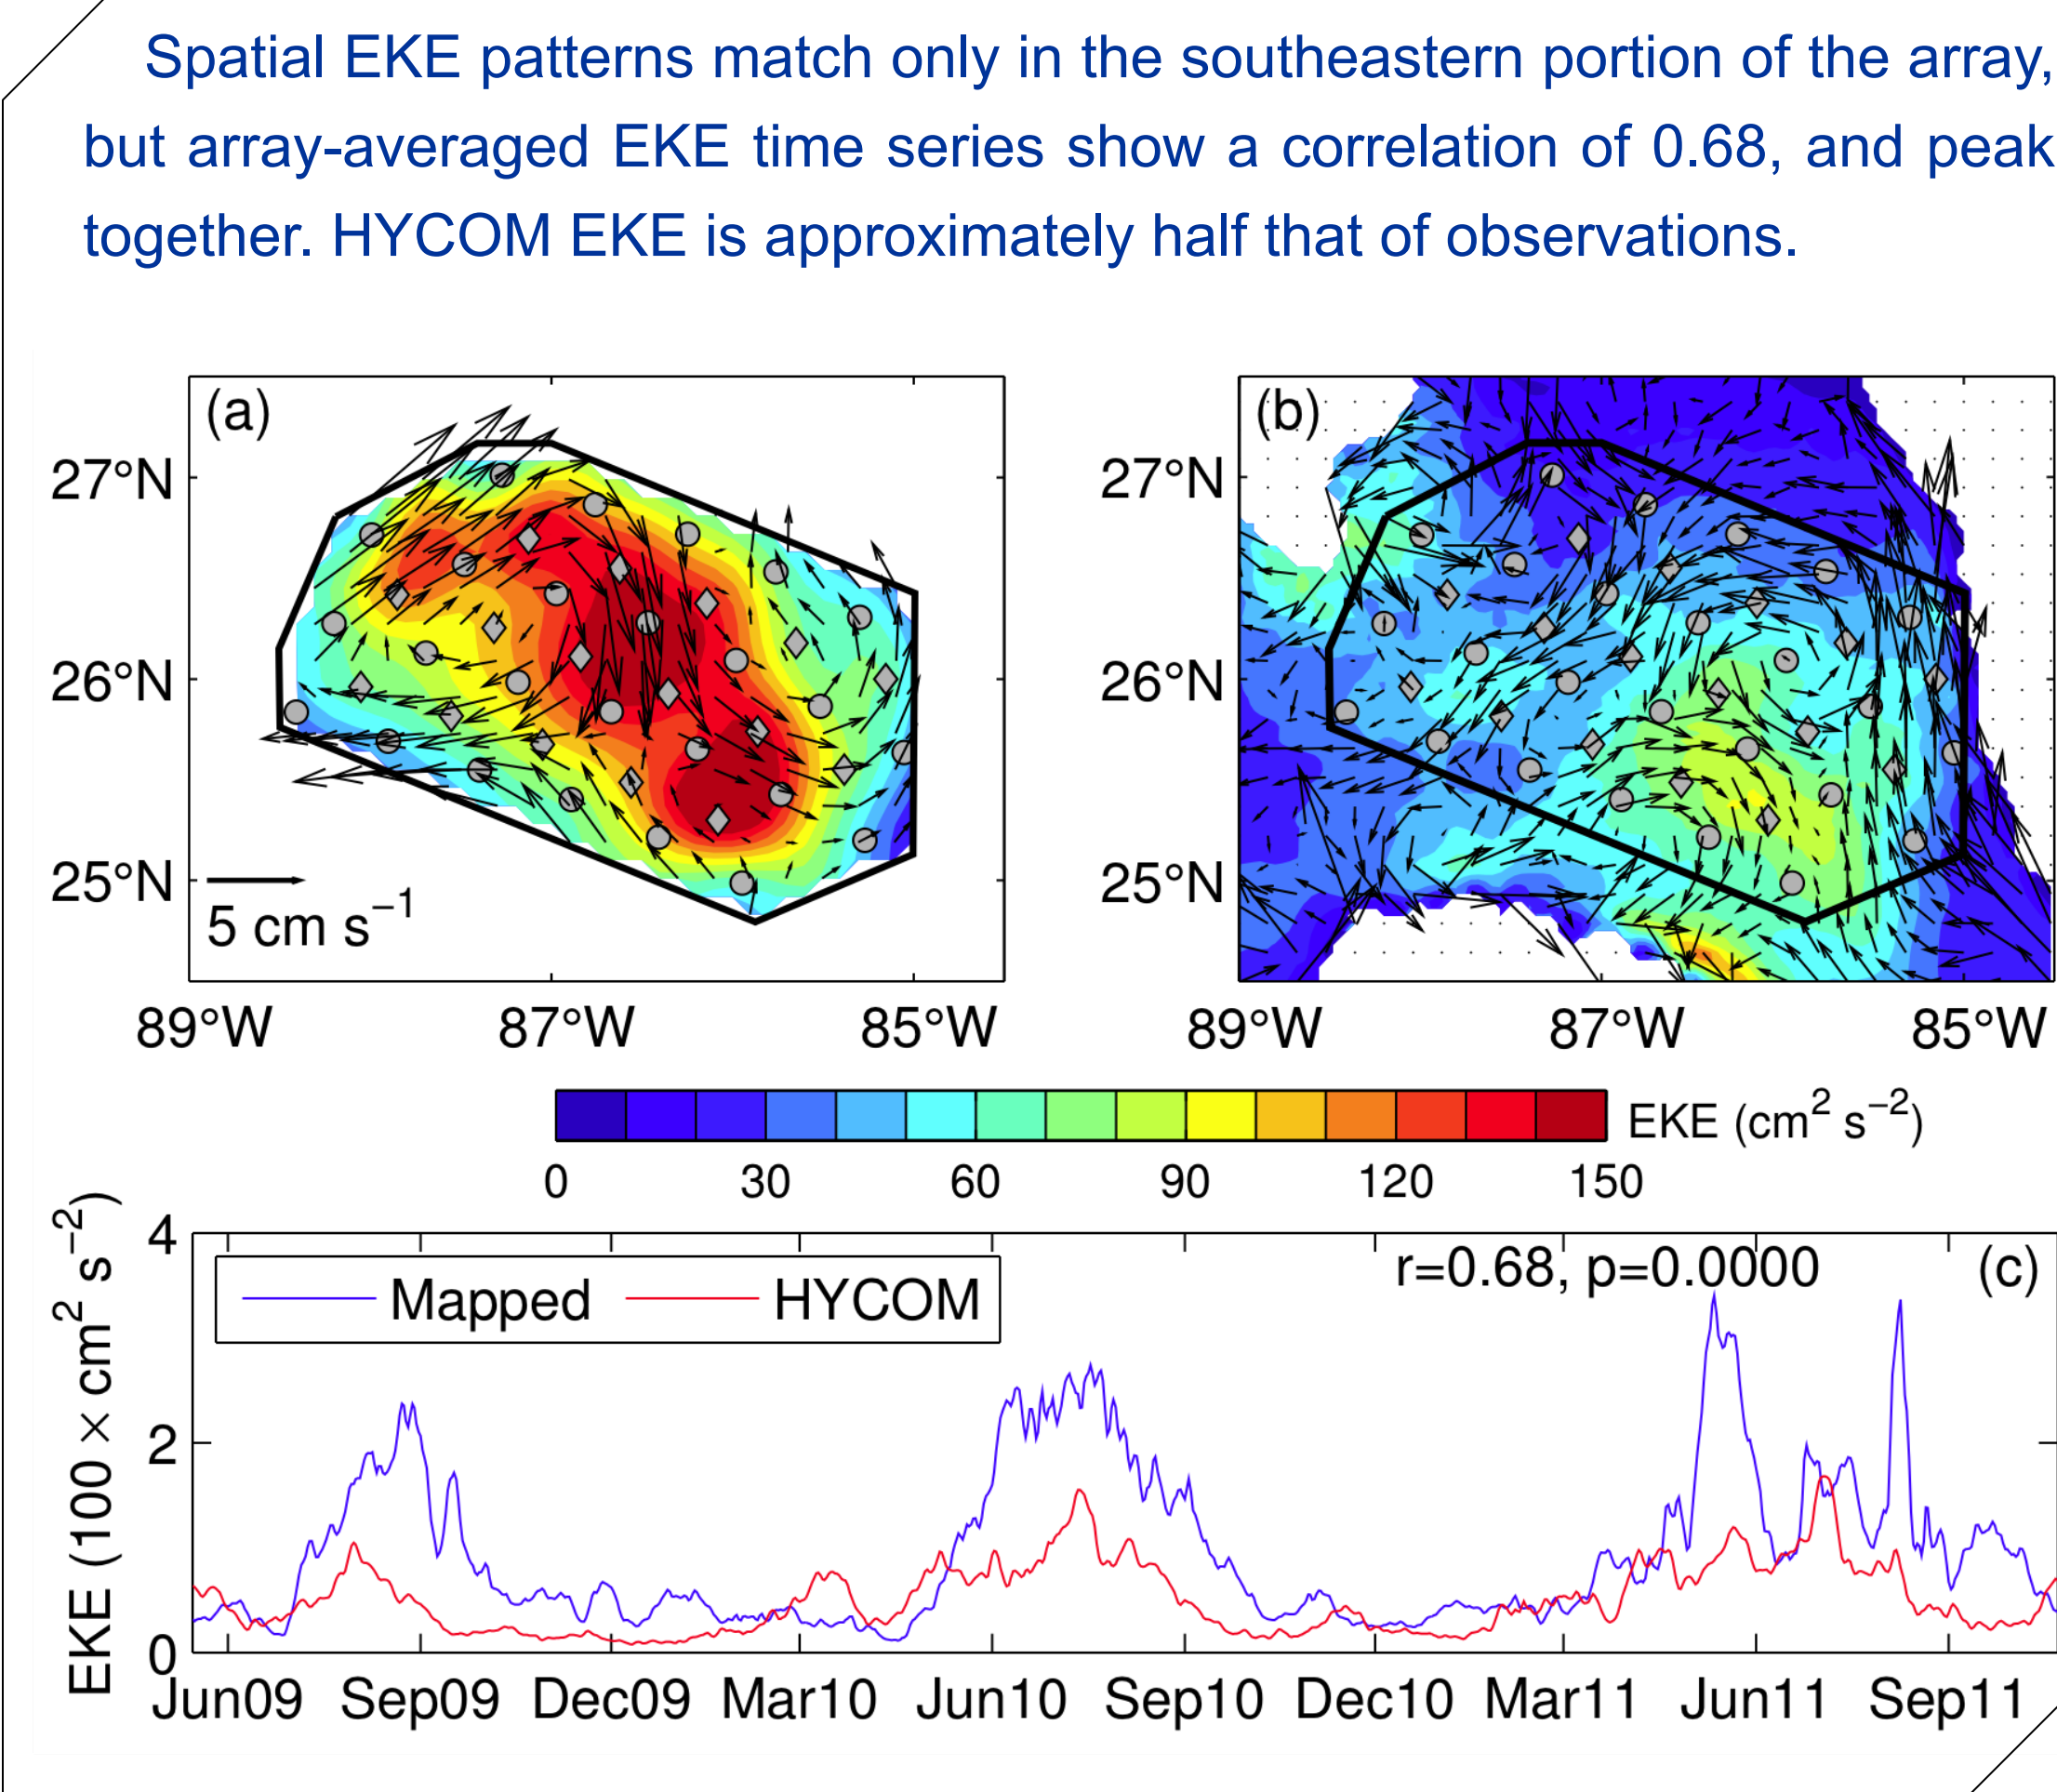 Spatial EKE patterns match only in the southeastern portion of the array,
but array-averaged EKE time series show a correlation of 0.68, and peak
together. HYCOM EKE is approximately half that of observations.
(a)
27°N
26°N
25°N
5 cm s⁻¹
89°W 87°W 85°W
(b)
27°N
26°N
25°N
89°W 87°W 85°W
EKE (cm² s⁻²)
0 30 60 90 120 150
EKE (100 × cm² s⁻²)
4
2
0
Mapped HYCOM
r=0.68, p=0.0000
(c)
Jun09 Sep09 Dec09 Mar10 Jun10 Sep10 Dec10 Mar11 Jun11 Sep11